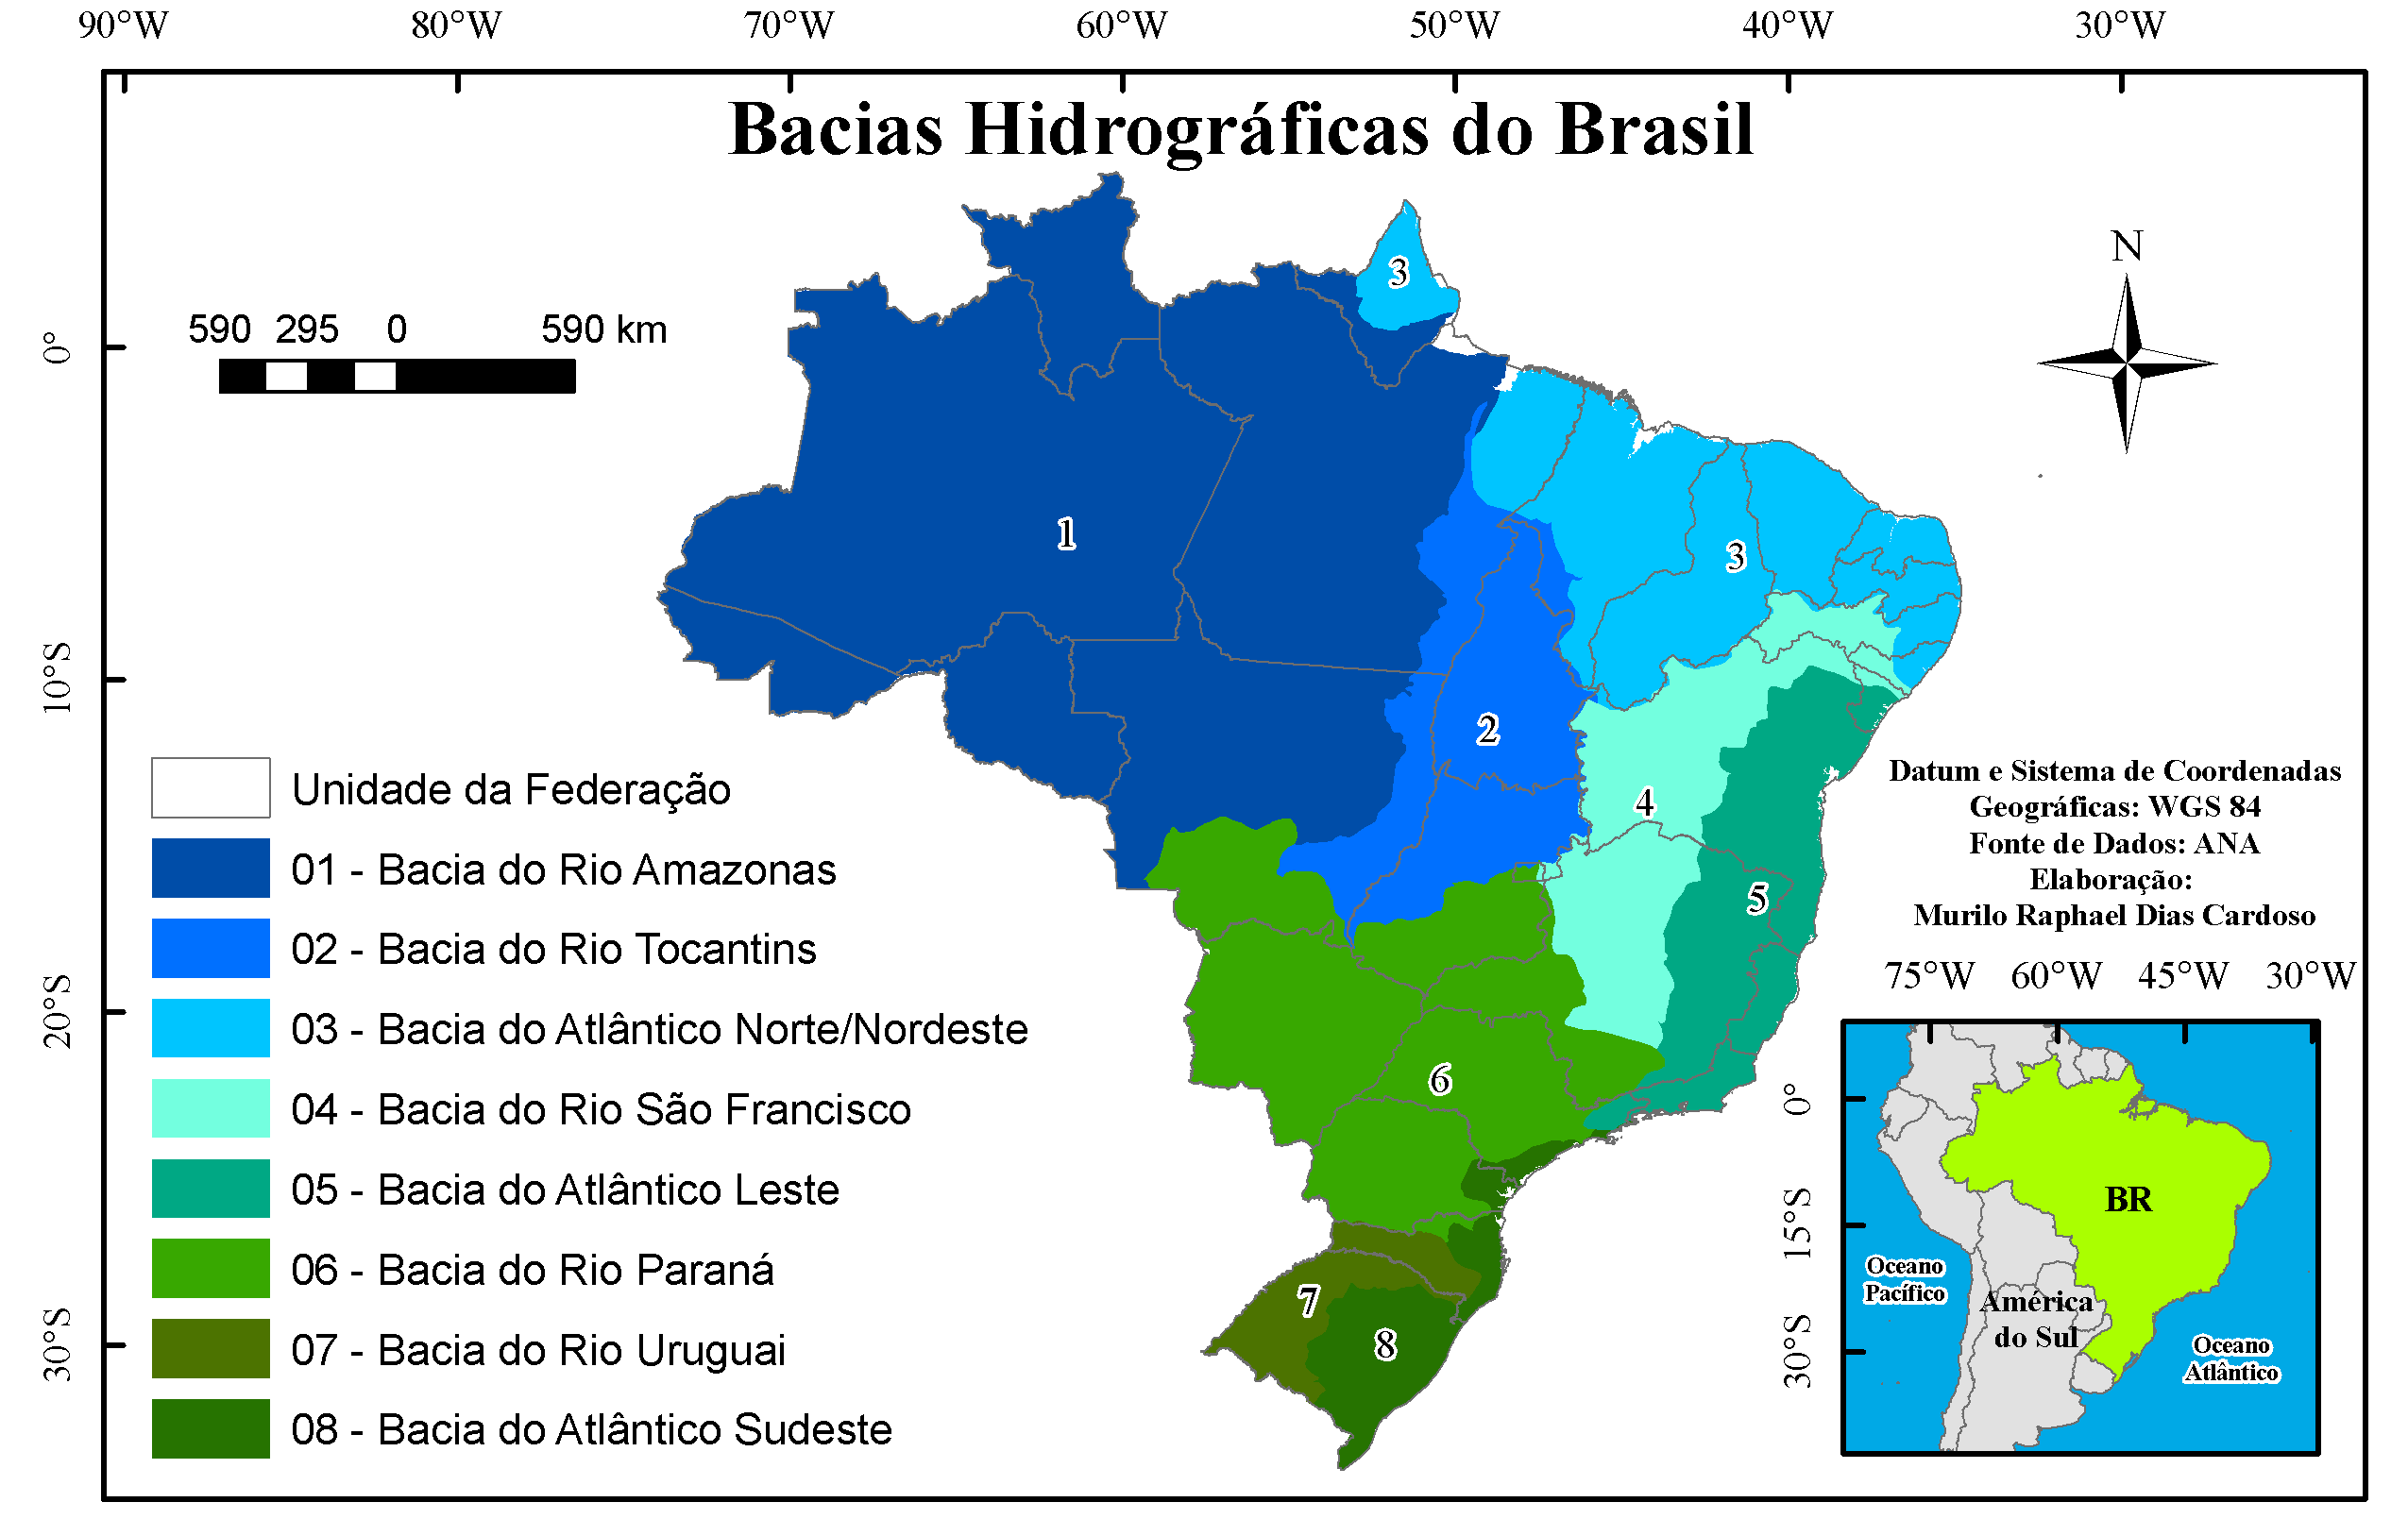 90°W 80°W 70°W 60°W 50°W 40°W 30°W
Bacias Hidrográficas do Brasil
N
590 295 0 590 km
0°
10°S
20°S
30°S
3
1
3
2
4
5
6
7
8
Unidade da Federação
01 - Bacia do Rio Amazonas
02 - Bacia do Rio Tocantins
03 - Bacia do Atlântico Norte/Nordeste
04 - Bacia do Rio São Francisco
05 - Bacia do Atlântico Leste
06 - Bacia do Rio Paraná
07 - Bacia do Rio Uruguai
08 - Bacia do Atlântico Sudeste
Datum e Sistema de Coordenadas
Geográficas: WGS 84
Fonte de Dados: ANA
Elaboração:
Murilo Raphael Dias Cardoso
75°W 60°W 45°W 30°W
0°
15°S
30°S
BR
Oceano
Pacífico
América
do Sul
Oceano
Atlântico